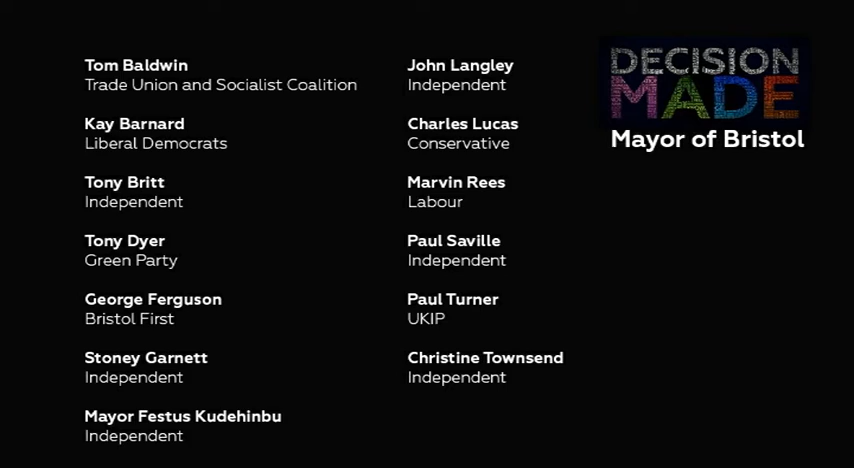 Tom Baldwin
Trade Union and Socialist Coalition
Kay Barnard
Liberal Democrats
Tony Britt
Independent
Tony Dyer
Green Party
George Ferguson
Bristol First
Stoney Garnett
Independent
Mayor Festus Kudehinbu
Independent
John Langley
Independent
Charles Lucas
Conservative
Marvin Rees
Labour
Paul Saville
Independent
Paul Turner
UKIP
Christine Townsend
Independent
DECISION
MADE
Mayor of Bristol